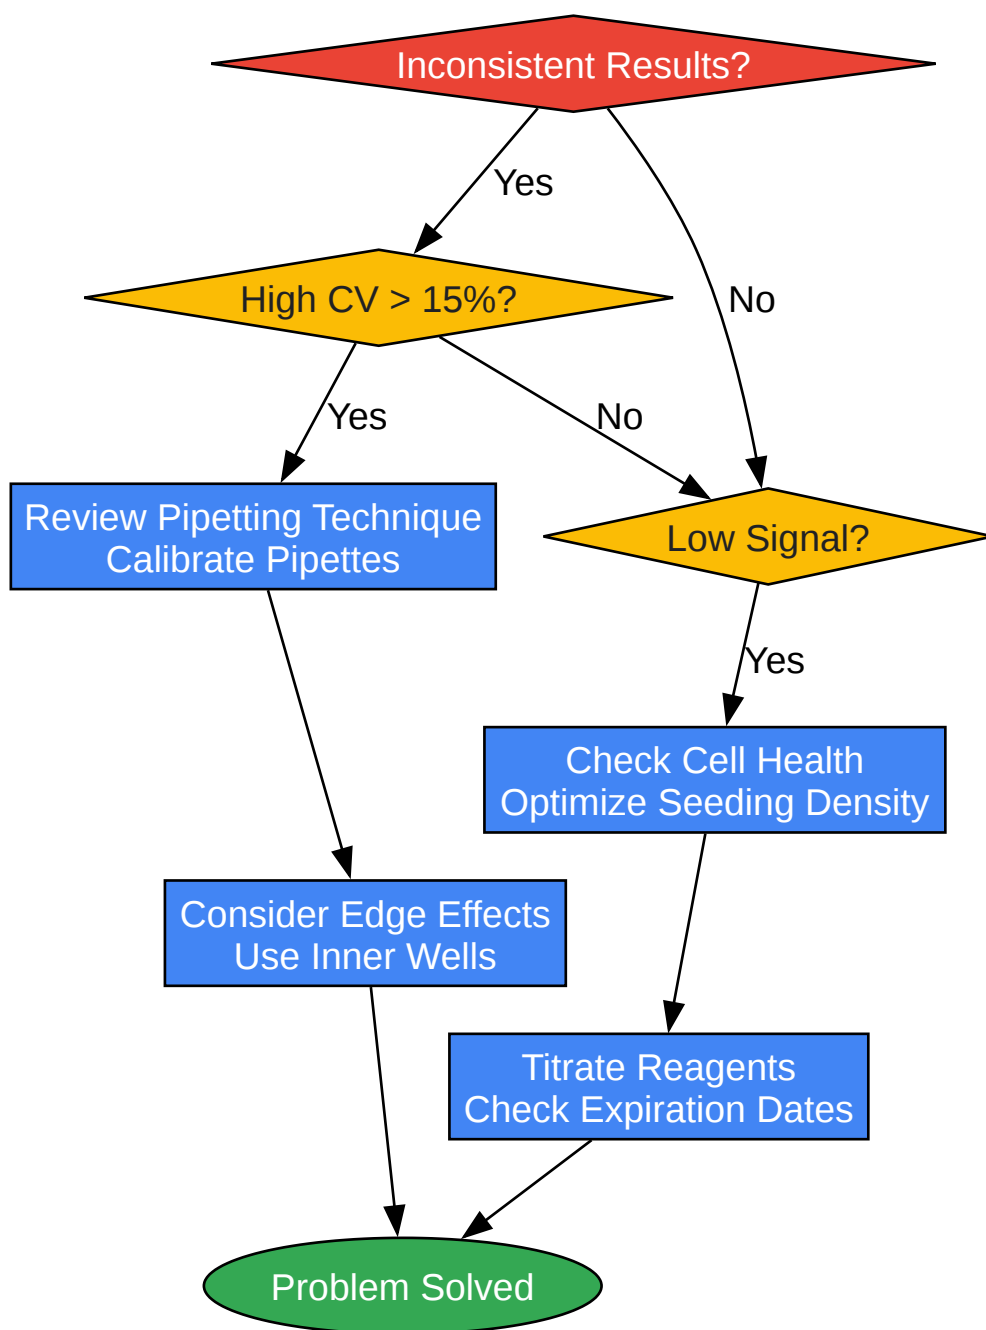 Inconsistent Results?
Yes
High CV > 15%?
No
Yes
No
Review Pipetting Technique
Calibrate Pipettes
Low Signal?
Yes
Check Cell Health
Optimize Seeding Density
Consider Edge Effects
Use Inner Wells
Titrate Reagents
Check Expiration Dates
Problem Solved